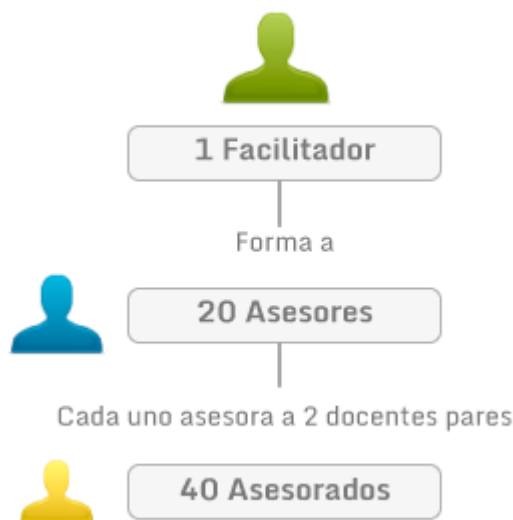 1 Facilitador
Forma a
20 Asesores
Cada uno asesora a 2 docentes pares
40 Asesorados